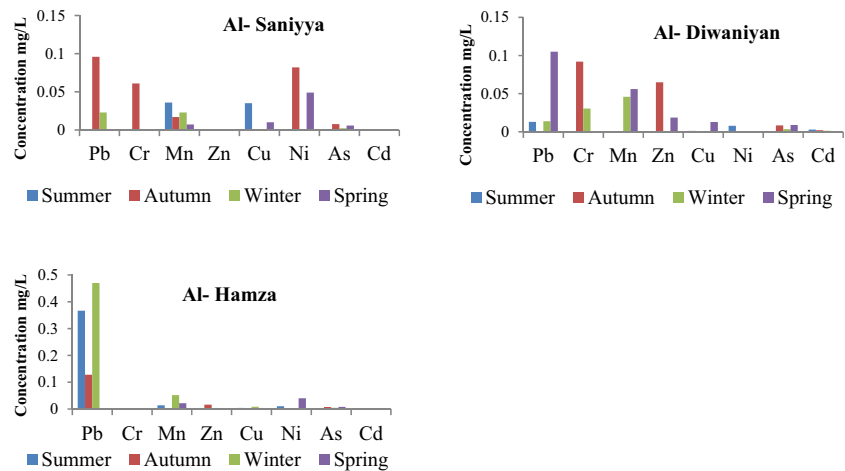 Al- Saniyya
Concentration mg/L
0.15
0.1
0.05
0
Pb Cr Mn Zn Cu Ni As Cd
Summer Autumn Winter Spring
Al- Diwaniyan
Concentration mg/L
0.15
0.1
0.05
0
Pb Cr Mn Zn Cu Ni As Cd
Summer Autumn Winter Spring
Al- Hamza
Concentration mg/L
0.5
0.4
0.3
0.2
0.1
0
Pb Cr Mn Zn Cu Ni As Cd
Summer Autumn Winter Spring